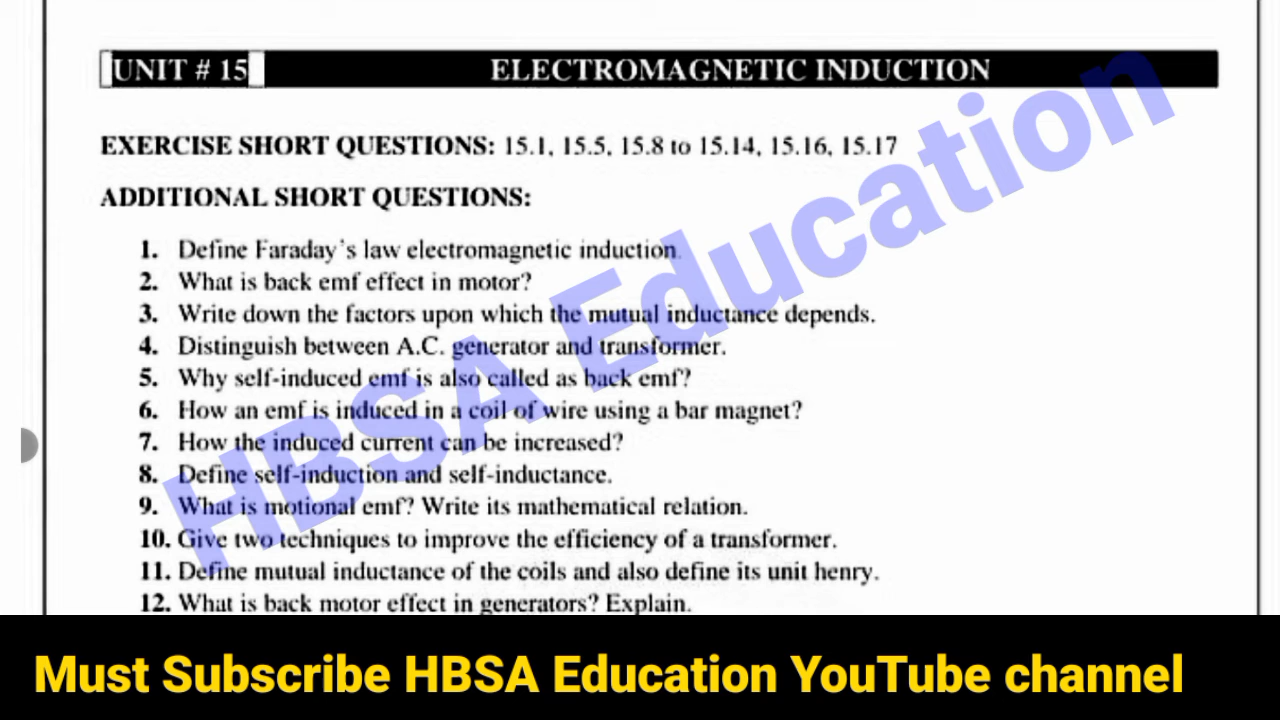 UNIT # 15 ELECTROMAGNETIC INDUCTION
EXERCISE SHORT QUESTIONS: 15.1, 15.5, 15.8 to 15.14, 15.16, 15.17
ADDITIONAL SHORT QUESTIONS:
1. Define Faraday's law electromagnetic induction.
2. What is back emf effect in motor?
3. Write down the factors upon which the mutual inductance depends.
4. Distinguish between A.C. generator and transformer.
5. Why self-induced emf is also called as back emf?
6. How an emf is induced in a coil of wire using a bar magnet?
7. How the induced current can be increased?
8. Define self-induction and self-inductance.
9. What is motional emf? Write its mathematical relation.
10. Give two techniques to improve the efficiency of a transformer.
11. Define mutual inductance of the coils and also define its unit henry.
12. What is back motor effect in generators? Explain.
HBSA Education
Must Subscribe HBSA Education YouTube channel